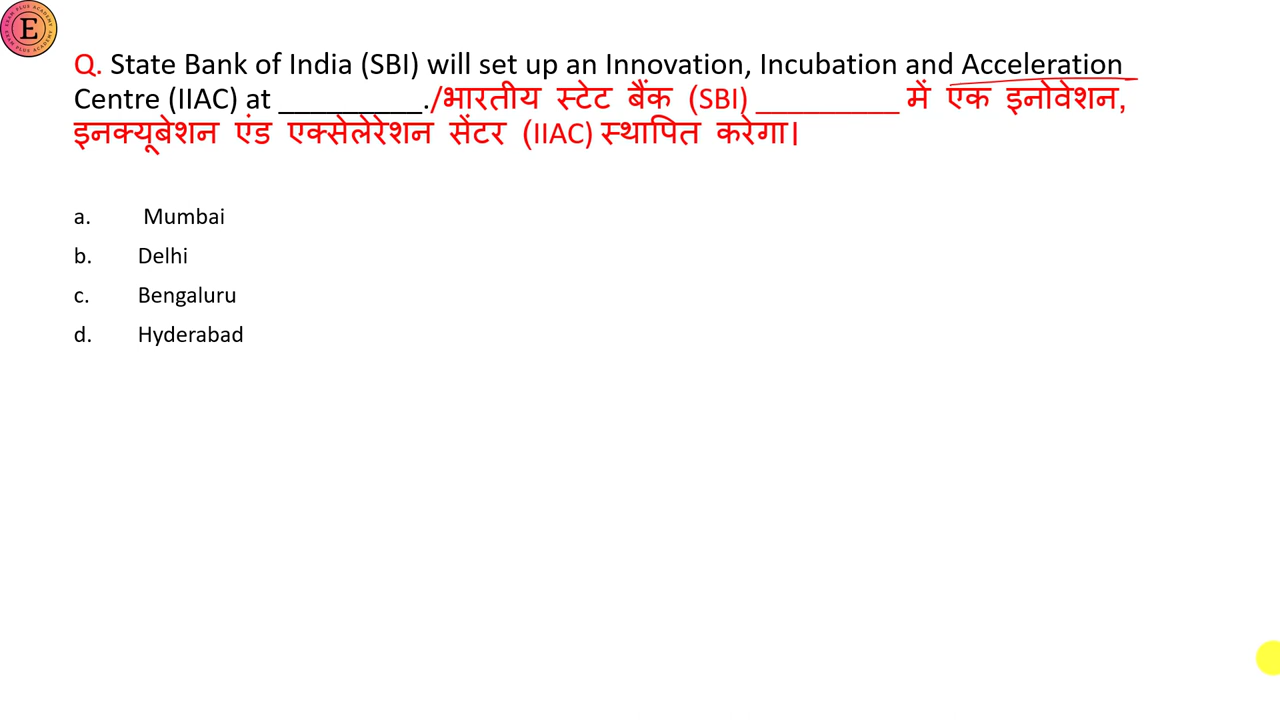 E
Q. State Bank of India (SBI) will set up an Innovation, Incubation and Acceleration
Centre (IIAC) at __________./भारतीय स्टेट बैंक (SBI) __________ में एक इनोवेशन,
इनक्यूबेशन एंड एक्सेलेरेशन सेंटर (IIAC) स्थापित करेगा।
a. Mumbai
b. Delhi
c. Bengaluru
d. Hyderabad